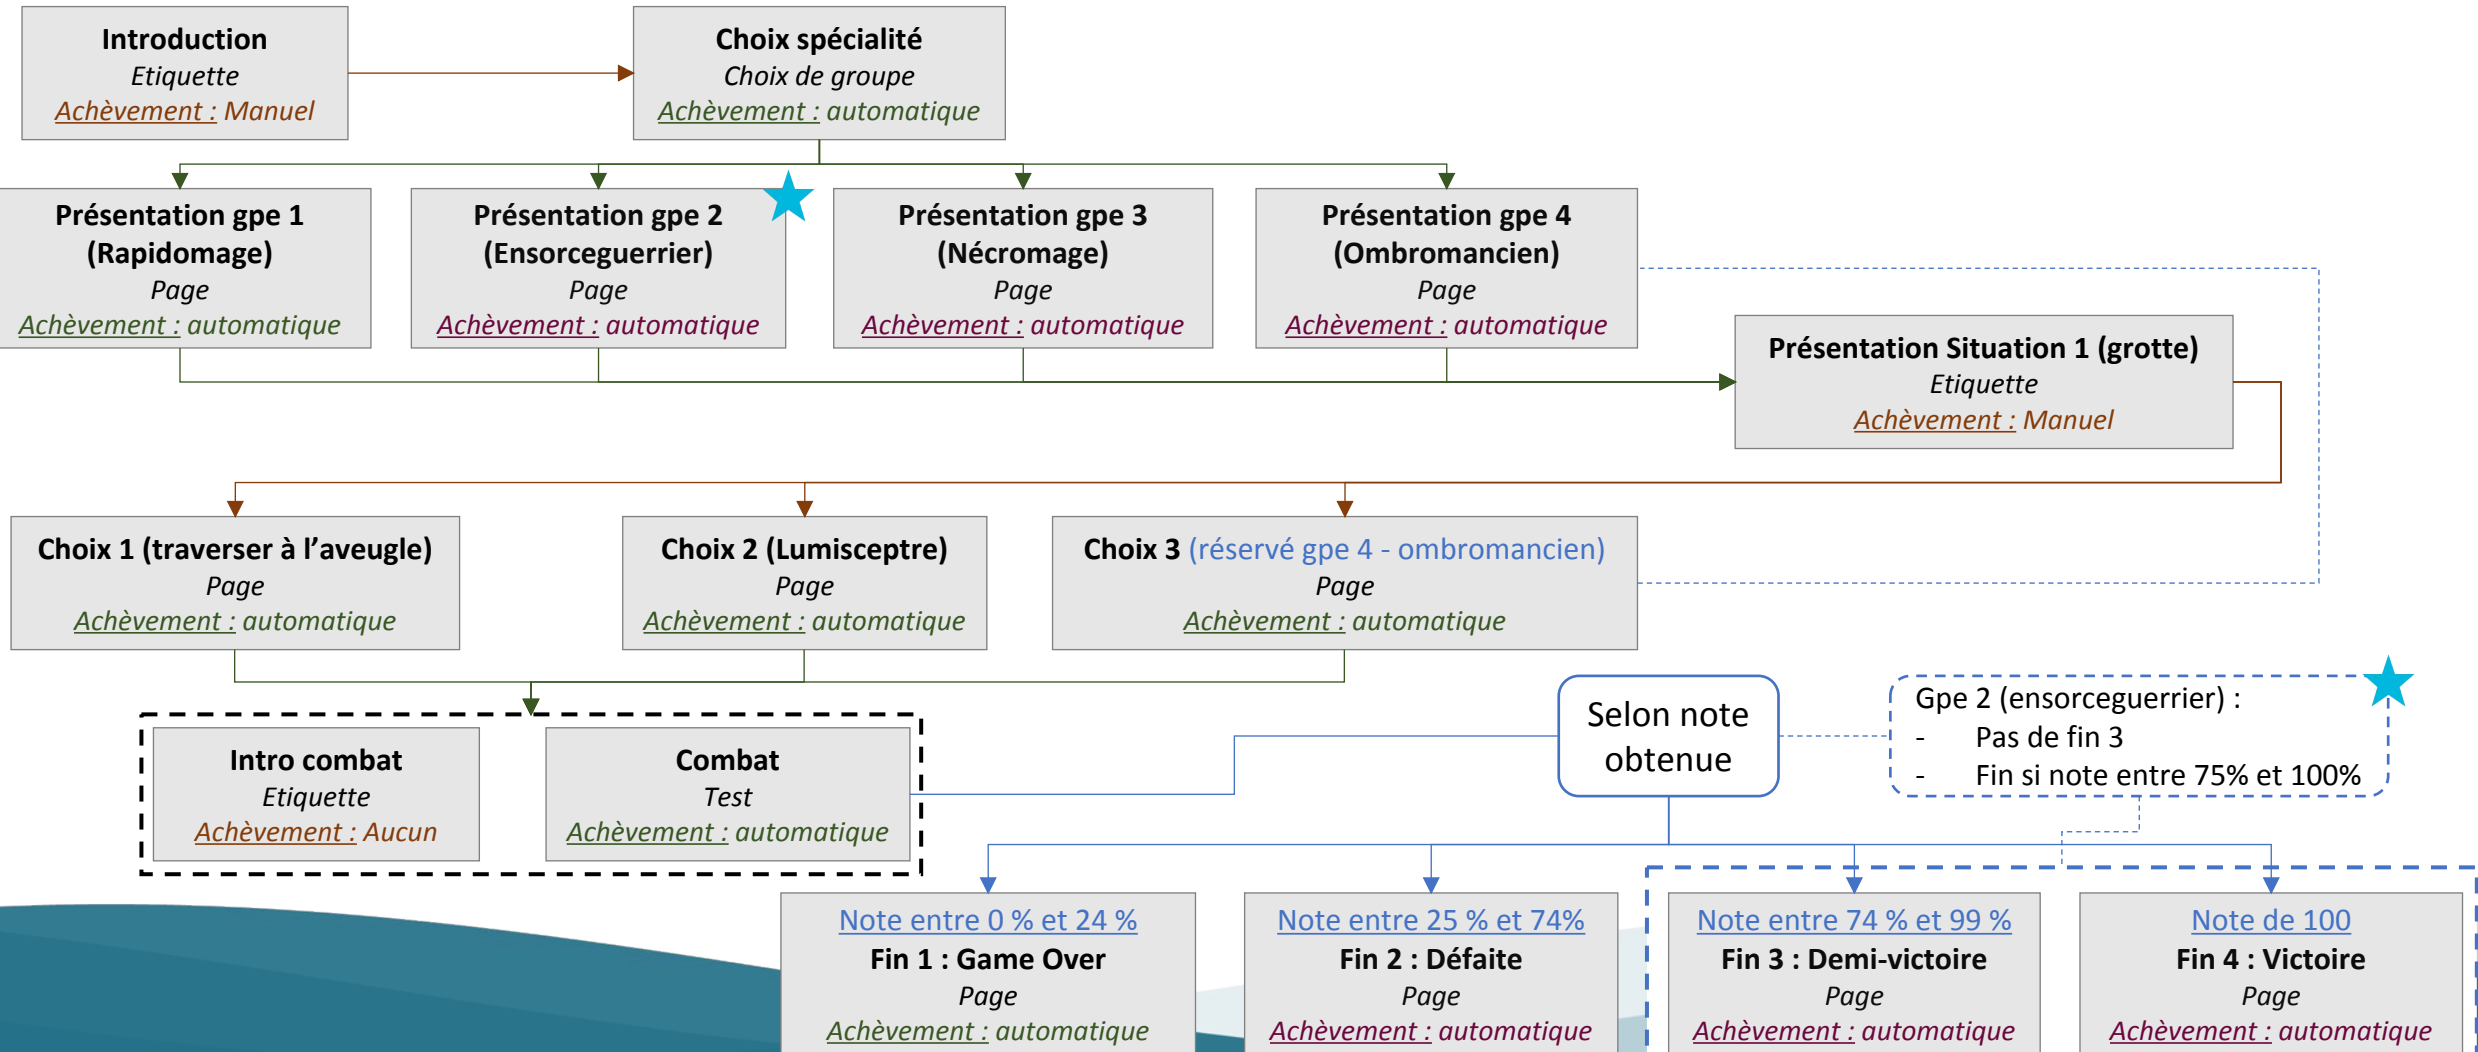 Introduction
Etiquette
Achèvement : Manuel
Choix spécialité
Choix de groupe
Achèvement : automatique
Présentation gpe 1
(Rapidomage)
Page
Achèvement : automatique
Présentation gpe 2
(Ensorceguerrier)
Page
Achèvement : automatique
Présentation gpe 3
(Nécromage)
Page
Achèvement : automatique
Présentation gpe 4
(Ombromancien)
Page
Achèvement : automatique
Présentation Situation 1 (grotte)
Etiquette
Achèvement : Manuel
Choix 1 (traverser à l’aveugle)
Page
Achèvement : automatique
Choix 2 (Lumisceptre)
Page
Achèvement : automatique
Choix 3 (réservé gpe 4 - ombromancien)
Page
Achèvement : automatique
Intro combat
Etiquette
Achèvement : Aucun
Combat
Test
Achèvement : automatique
Selon note
obtenue
Gpe 2 (ensorceguerrier) :
- Pas de fin 3
- Fin si note entre 75% et 100%
Note entre 0 % et 24 %
Fin 1 : Game Over
Page
Achèvement : automatique
Note entre 25 % et 74%
Fin 2 : Défaite
Page
Achèvement : automatique
Note entre 74 % et 99 %
Fin 3 : Demi-victoire
Page
Achèvement : automatique
Note de 100
Fin 4 : Victoire
Page
Achèvement : automatique